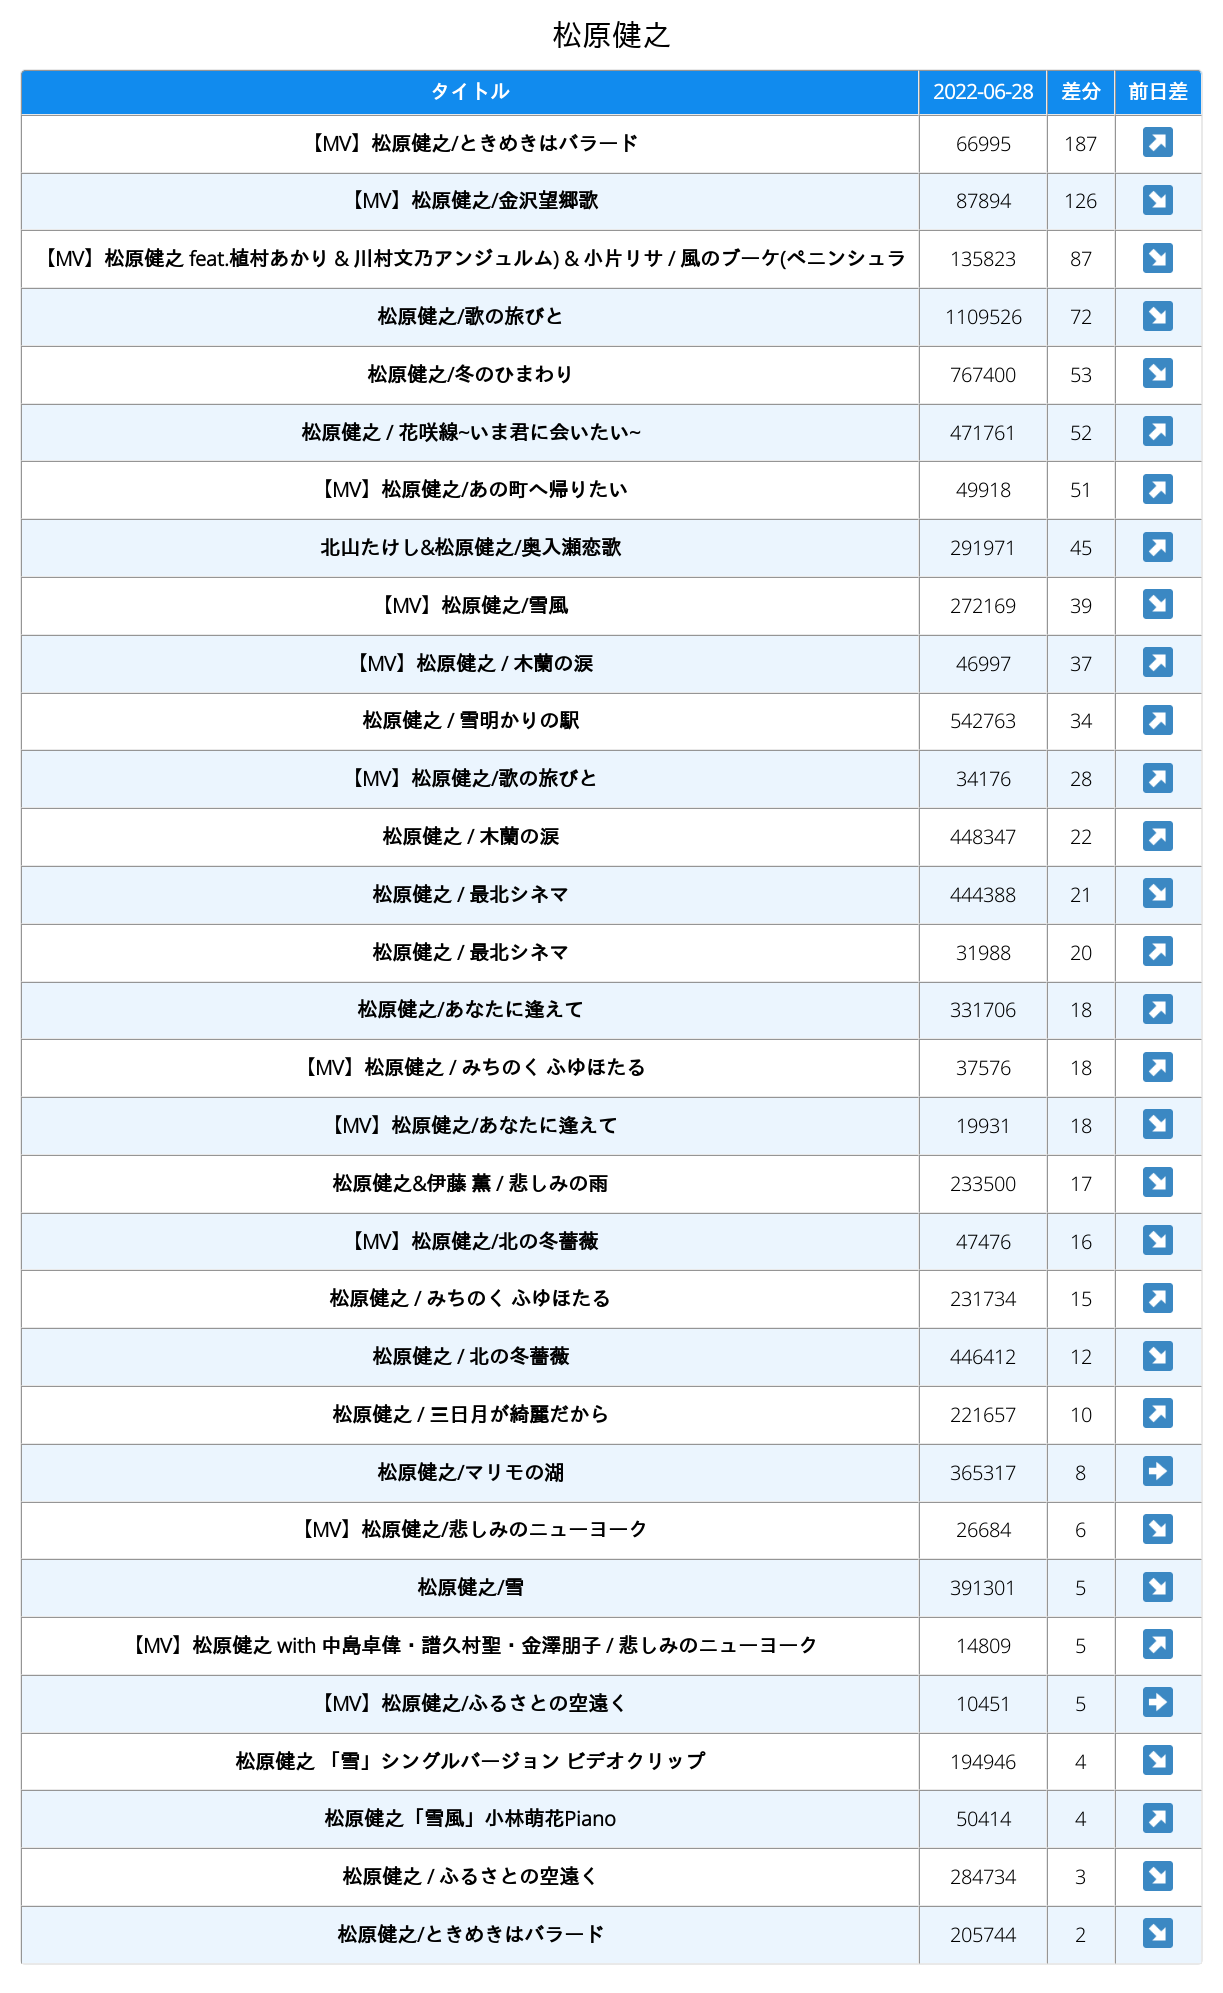 松原健之
タイトル 2022-06-28 差分 前日差
【MV】松原健之/ときめきはバラード 66995 187 ↗
【MV】松原健之/金沢望郷歌 87894 126 ↘
【MV】松原健之 feat.植村あかり & 川村文乃アンジュルム) & 小片リサ / 風のブーケ(ペニンシュラ 135823 87 ↘
松原健之/歌の旅びと 1109526 72 ↘
松原健之/冬のひまわり 767400 53 ↘
松原健之 / 花咲線~いま君に会いたい~ 471761 52 ↗
【MV】松原健之/あの町へ帰りたい 49918 51 ↗
北山たけし&松原健之/奥入瀬恋歌 291971 45 ↗
【MV】松原健之/雪風 272169 39 ↘
【MV】松原健之 / 木蘭の涙 46997 37 ↗
松原健之 / 雪明かりの駅 542763 34 ↗
【MV】松原健之/歌の旅びと 34176 28 ↗
松原健之 / 木蘭の涙 448347 22 ↗
松原健之 / 最北シネマ 444388 21 ↘
松原健之 / 最北シネマ 31988 20 ↗
松原健之/あなたに逢えて 331706 18 ↗
【MV】松原健之 / みちのく ふゆほたる 37576 18 ↗
【MV】松原健之/あなたに逢えて 19931 18 ↘
松原健之&伊藤 薫 / 悲しみの雨 233500 17 ↘
【MV】松原健之/北の冬薔薇 47476 16 ↘
松原健之 / みちのく ふゆほたる 231734 15 ↗
松原健之 / 北の冬薔薇 446412 12 ↘
松原健之 / 三日月が綺麗だから 221657 10 ↗
松原健之/マリモの湖 365317 8 ➡
【MV】松原健之/悲しみのニューヨーク 26684 6 ↘
松原健之/雪 391301 5 ↘
【MV】松原健之 with 中島卓偉・譜久村聖・金澤朋子 / 悲しみのニューヨーク 14809 5 ↗
【MV】松原健之/ふるさとの空遠く 10451 5 ➡
松原健之 「雪」シングルバージョン ビデオクリップ 194946 4 ↘
松原健之「雪風」小林萌花Piano 50414 4 ↗
松原健之 / ふるさとの空遠く 284734 3 ↘
松原健之/ときめきはバラード 205744 2 ↘